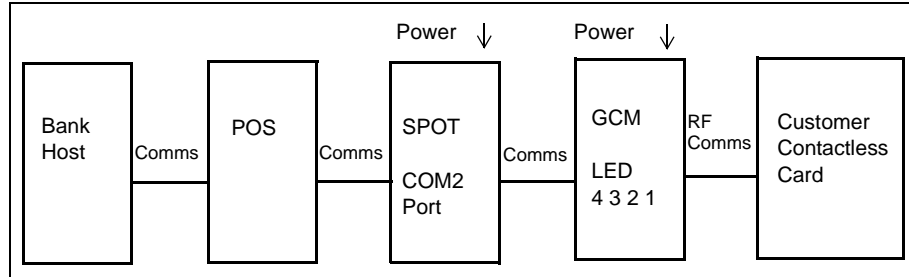 Power
Power
Bank
Host
Comms
POS
Comms
SPOT
COM2
Port
Comms
GCM
LED
4 3 2 1
RF
Comms
Customer
Contactless
Card